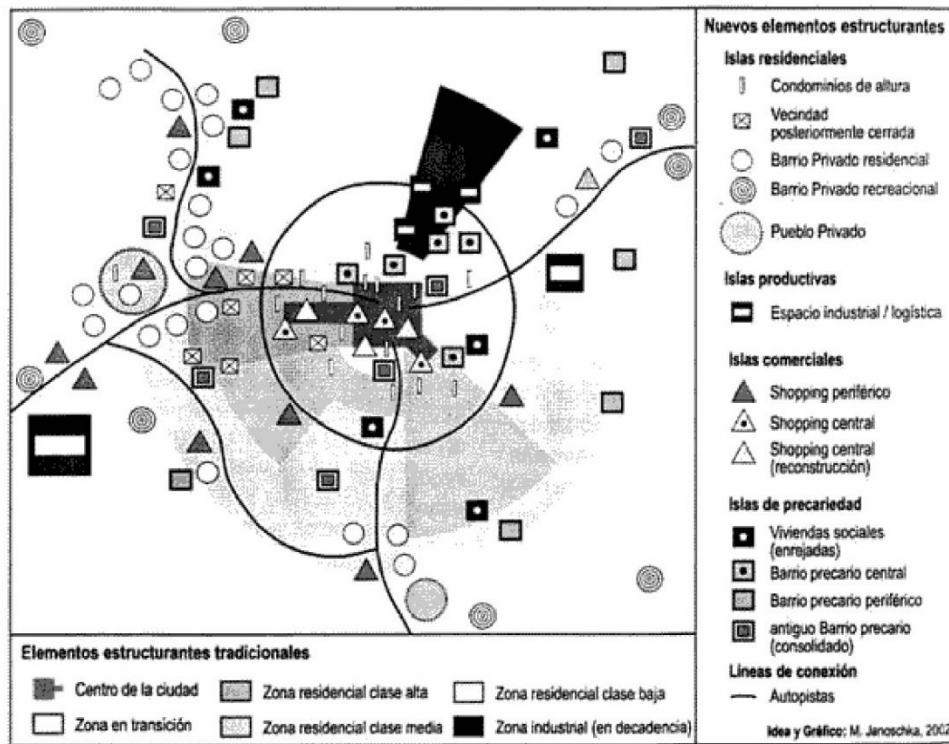 Nuevos elementos estructurantes
Islas residenciales
Condominios de altura
Vecindad
posteriormente cerrada
Barrio Privado residencial
Barrio Privado recreacional
Pueblo Privado
Islas productivas
Espacio industrial / logística
Islas comerciales
Shopping periférico
Shopping central
Shopping central
(reconstrucción)
Islas de precariedad
Viviendas sociales
(enrejadas)
Barrio precario central
Barrio precario periférico
antiguo Barrio precario
(consolidado)
Lineas de conexión
Autopistas
Idea y Gráfico: M. Janoschka,
Elementos estructurantes tradicionales
Centro de la ciudad
Zona residencial clase alta
Zona residencial clase baja
Zona en transición
Zona residencial clase media
Zona industrial (en decadencia)